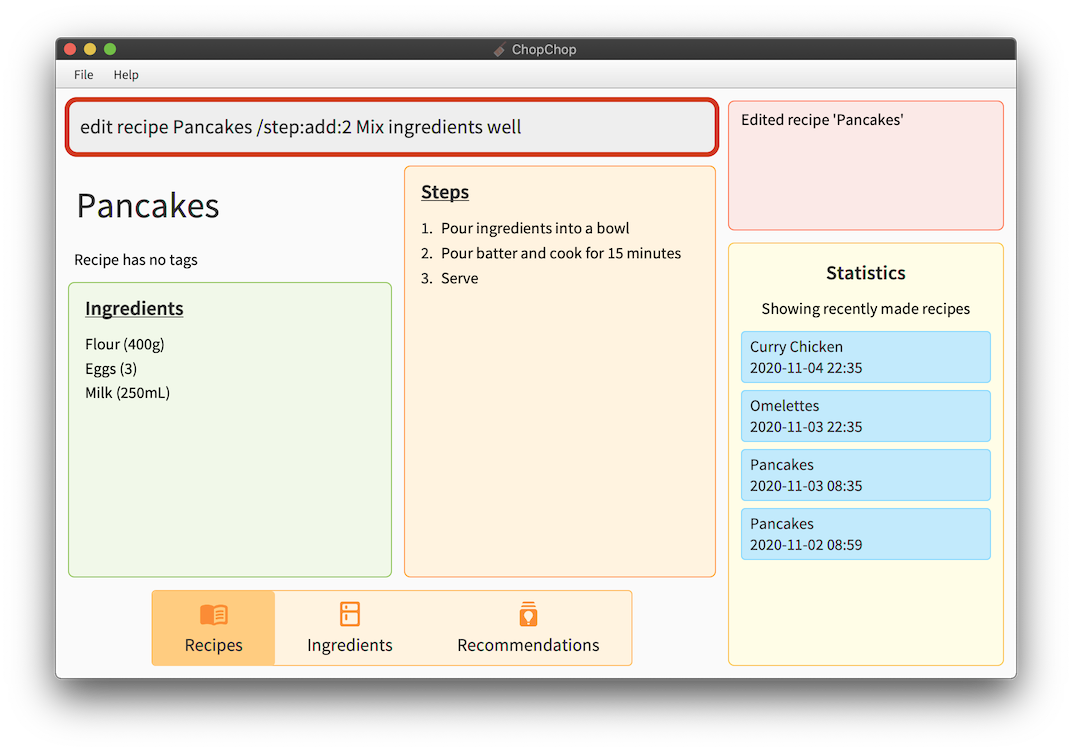 ChopChop
File Help
edit recipe Pancakes /step:add:2 Mix ingredients well
Edited recipe 'Pancakes'
Pancakes
Recipe has no tags
Ingredients
Flour (400g)
Eggs (3)
Milk (250mL)
Steps
1. Pour ingredients into a bowl
2. Pour batter and cook for 15 minutes
3. Serve
Statistics
Showing recently made recipes
Curry Chicken
2020-11-04 22:35
Omelettes
2020-11-03 22:35
Pancakes
2020-11-03 08:35
Pancakes
2020-11-02 08:59
Recipes
Ingredients
Recommendations